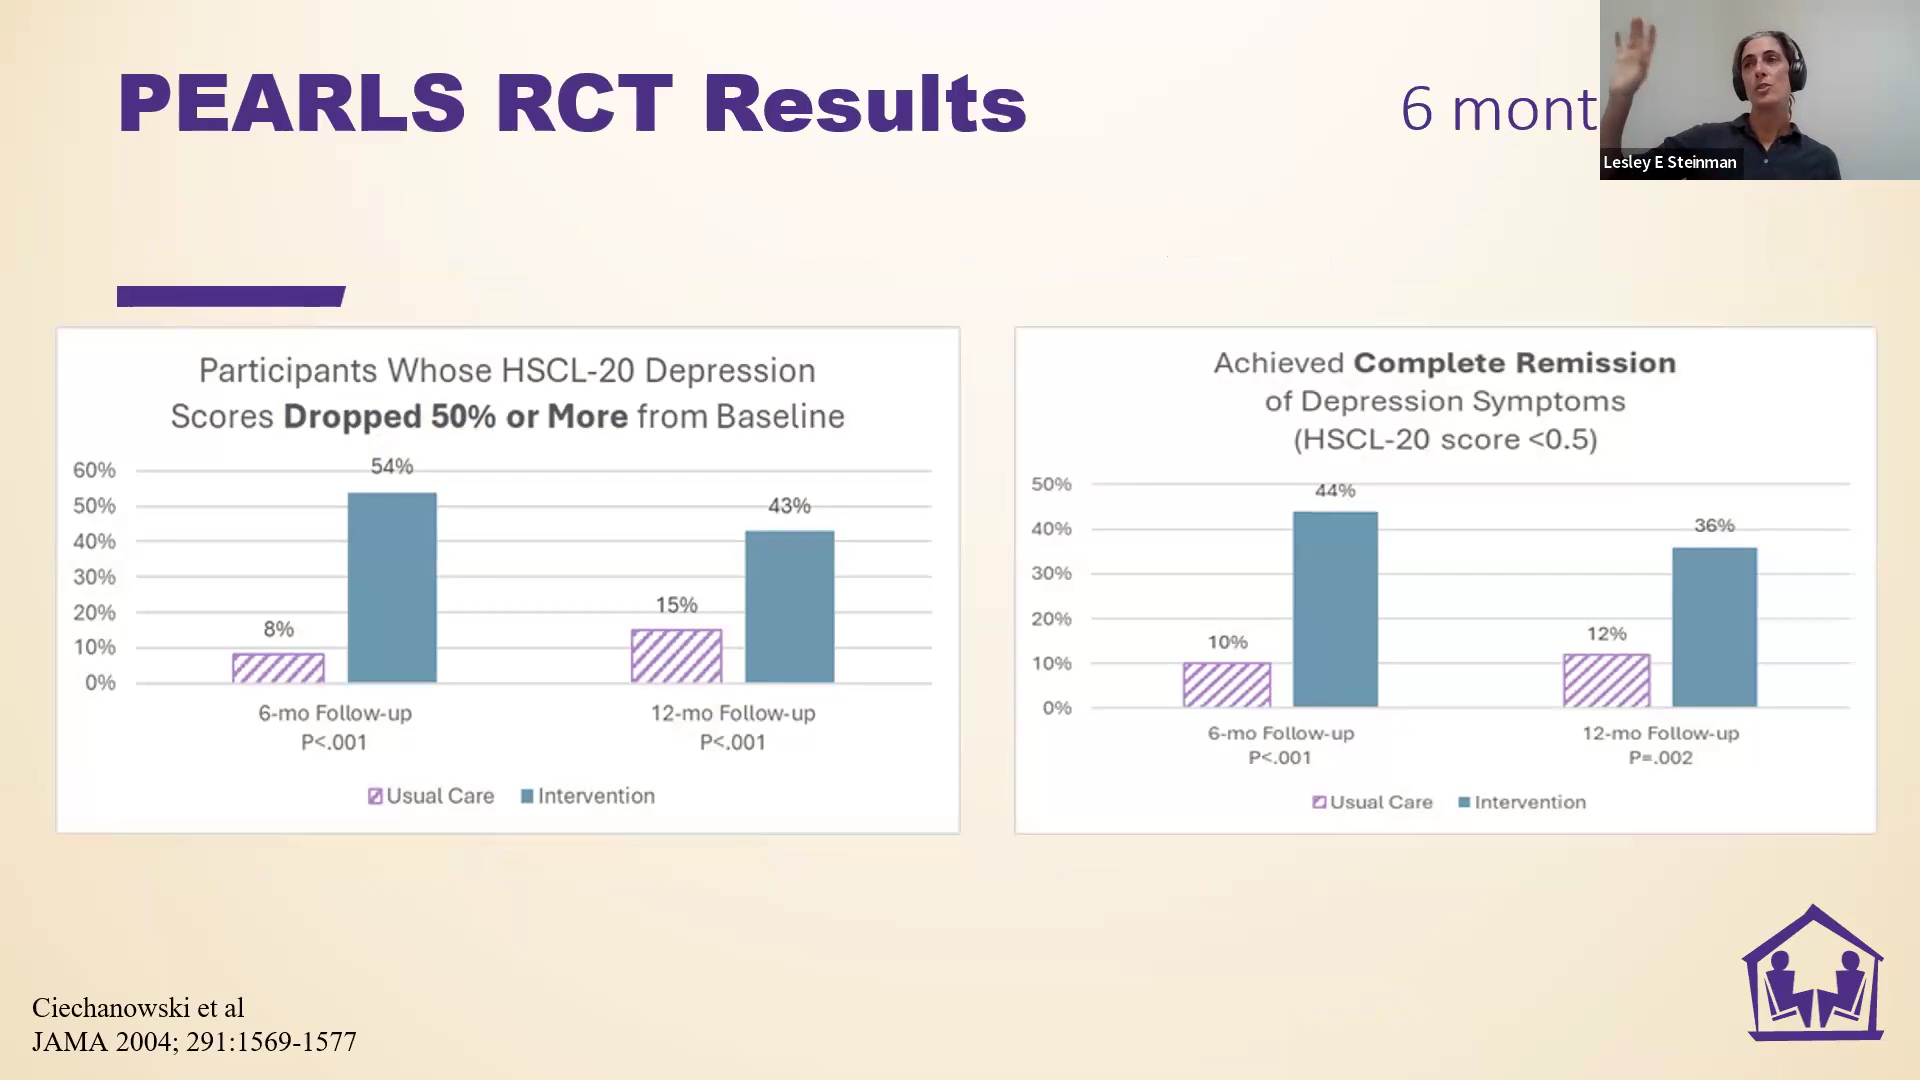 PEARLS RCT Results
6 mont
Lesley E Steinman
Participants Whose HSCL-20 Depression
Scores Dropped 50% or More from Baseline
60%
50%
40%
30%
20%
10%
0%
8%
54%
15%
43%
6-mo Follow-up
P<.001
12-mo Follow-up
P<.001
Usual Care
Intervention
Achieved Complete Remission
of Depression Symptoms
(HSCL-20 score <0.5)
50%
40%
30%
20%
10%
0%
10%
44%
12%
36%
6-mo Follow-up
P<.001
12-mo Follow-up
P=.002
Usual Care
Intervention
Ciechanowski et al
JAMA 2004; 291:1569-1577